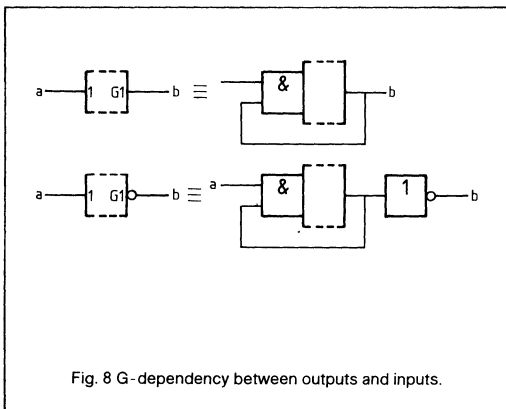 a 1 G1 b ≡ & b
a 1 G1 b ≡ a & 1 b
Fig. 8 G-dependency between outputs and inputs.